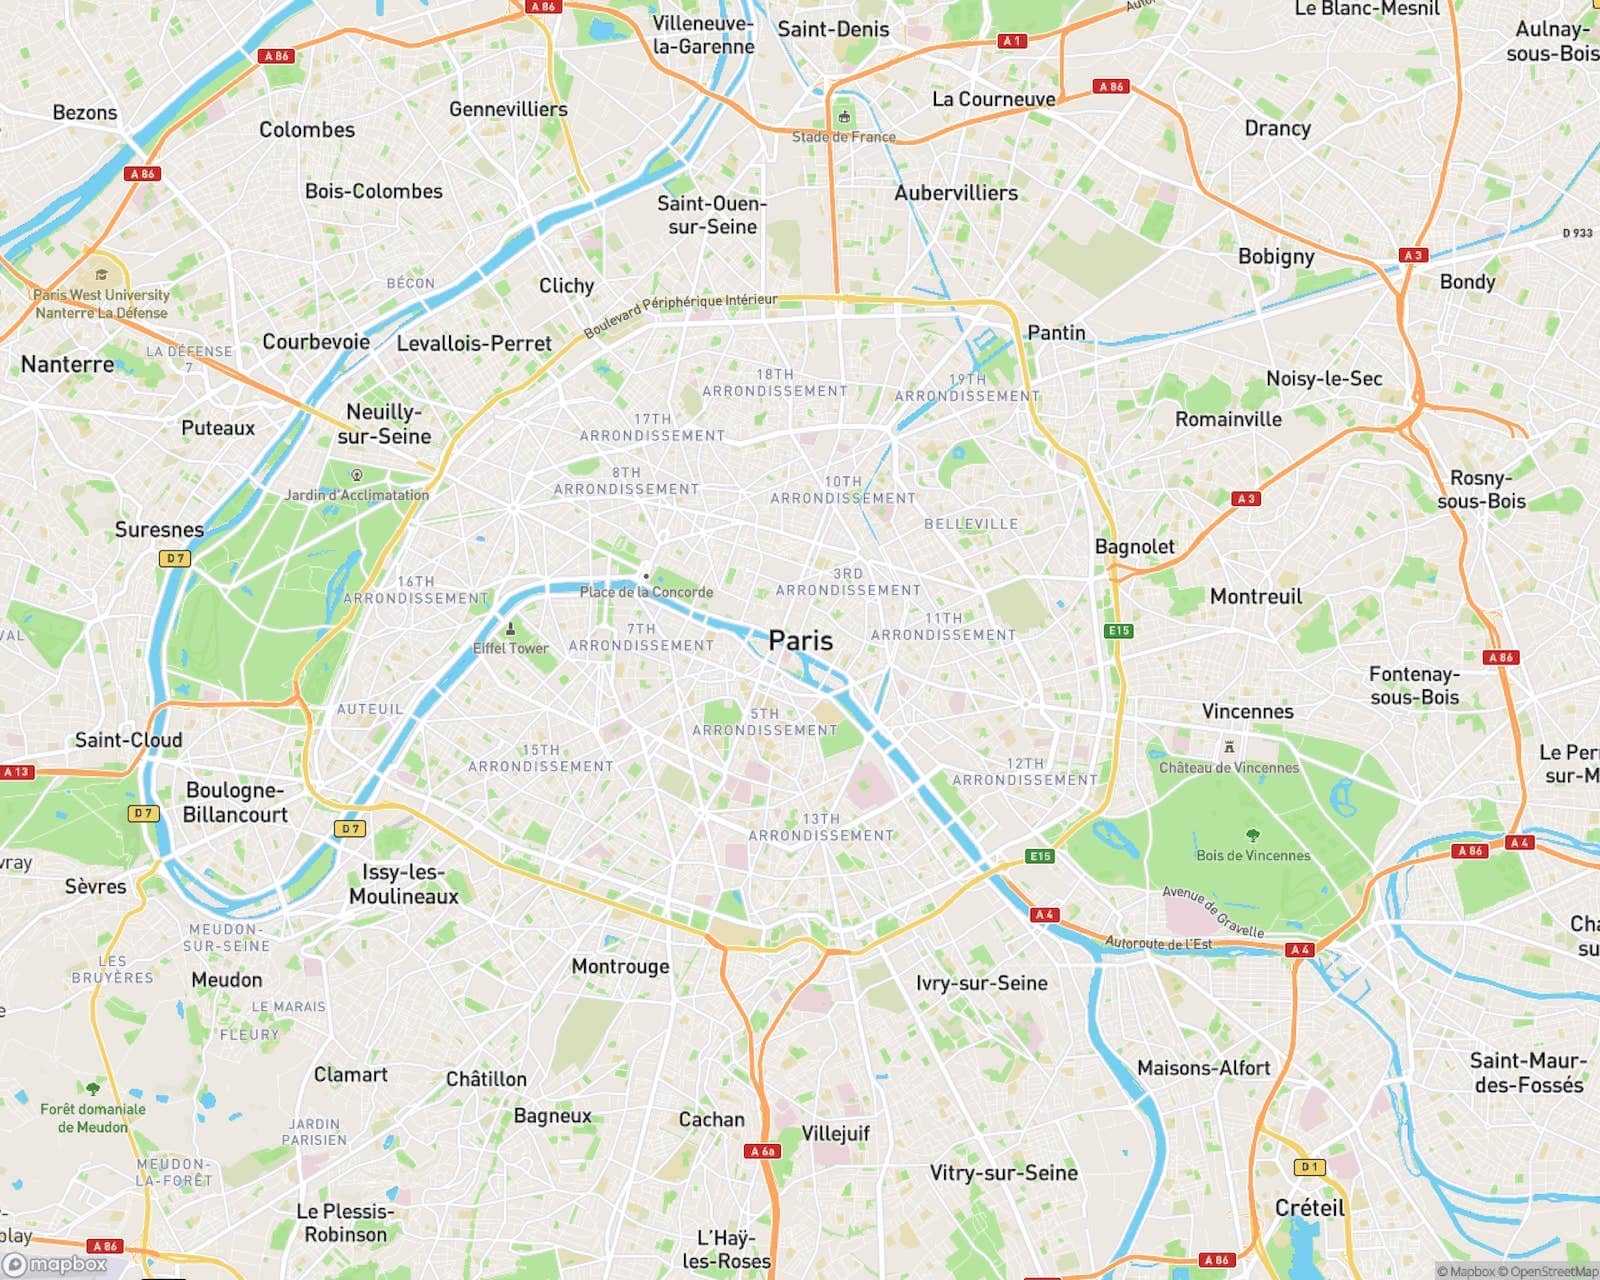 A 86
Villeneuve-
la-Garenne
Saint-Denis
Le Blanc-Mesnil
Aulnay-
sous-Bois
A 86
A 1
A 86
Bezons
Colombes
Gennevilliers
La Courneuve
Stade de France
Drancy
A 86
Bois-Colombes
Saint-Ouen-
sur-Seine
Aubervilliers
D 933
Paris West University
Nanterre La Défense
BÉCON
Clichy
Boulevard Périphérique Intérieur
Bobigny
A 3
Bondy
Nanterre
LA DÉFENSE
7
Courbevoie
Levallois-Perret
Pantin
Noisy-le-Sec
18TH
ARRONDISSEMENT
19TH
ARRONDISSEMENT
Puteaux
Neuilly-
sur-Seine
17TH
ARRONDISSEMENT
Romainville
Jardin d'Acclimatation
8TH
ARRONDISSEMENT
10TH
ARRONDISSEMENT
A 3
Rosny-
sous-Bois
Suresnes
D 7
BELLEVILLE
Bagnolet
16TH
ARRONDISSEMENT
Place de la Concorde
3RD
ARRONDISSEMENT
Montreuil
VAL
Eiffel Tower
7TH
ARRONDISSEMENT
Paris
11TH
ARRONDISSEMENT
E15
A 86
Fontenay-
sous-Bois
AUTEUIL
5TH
ARRONDISSEMENT
Vincennes
Saint-Cloud
A 13
15TH
ARRONDISSEMENT
12TH
ARRONDISSEMENT
Château de Vincennes
Le Per
sur-M
D 7
Boulogne-
Billancourt
D 7
13TH
ARRONDISSEMENT
E15
Bois de Vincennes
A 86
A 4
vray
Sèvres
Issy-les-
Moulineaux
A 4
Avenue de Gravelle
MEUDON-
SUR-SEINE
Autoroute de l'Est
A 4
Cha
su
LES
BRUYÈRES
Meudon
Montrouge
Ivry-sur-Seine
LE MARAIS
FLEURY
Clamart
Châtillon
Maisons-Alfort
Saint-Maur-
des-Fossés
Forêt domaniale
de Meudon
JARDIN
PARISIEN
Bagneux
Cachan
Villejuif
A 6a
MEUDON-
LA-FORÊT
Vitry-sur-Seine
D 1
Le Plessis-
Robinson
Créteil
play
A 86
L'Haÿ-
les-Roses
A 86
mapbox
© Mapbox © OpenStreetMap